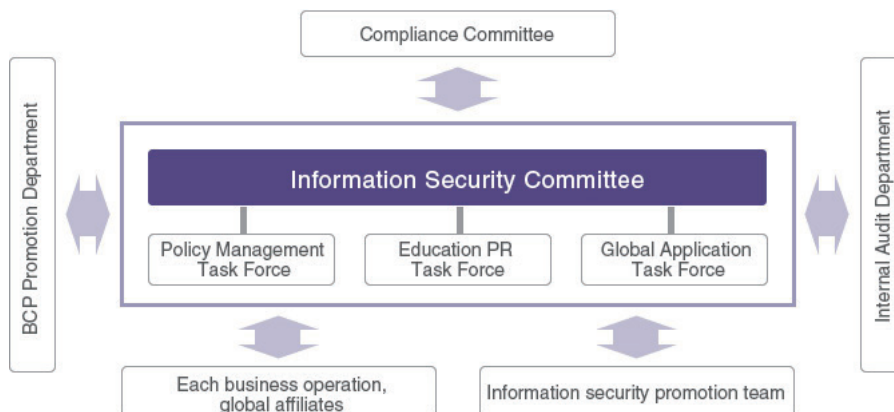 Compliance Committee
BCP Promotion Department
Information Security Committee
Policy Management
Task Force
Education PR
Task Force
Global Application
Task Force
Internal Audit Department
Each business operation,
global affiliates
Information security promotion team